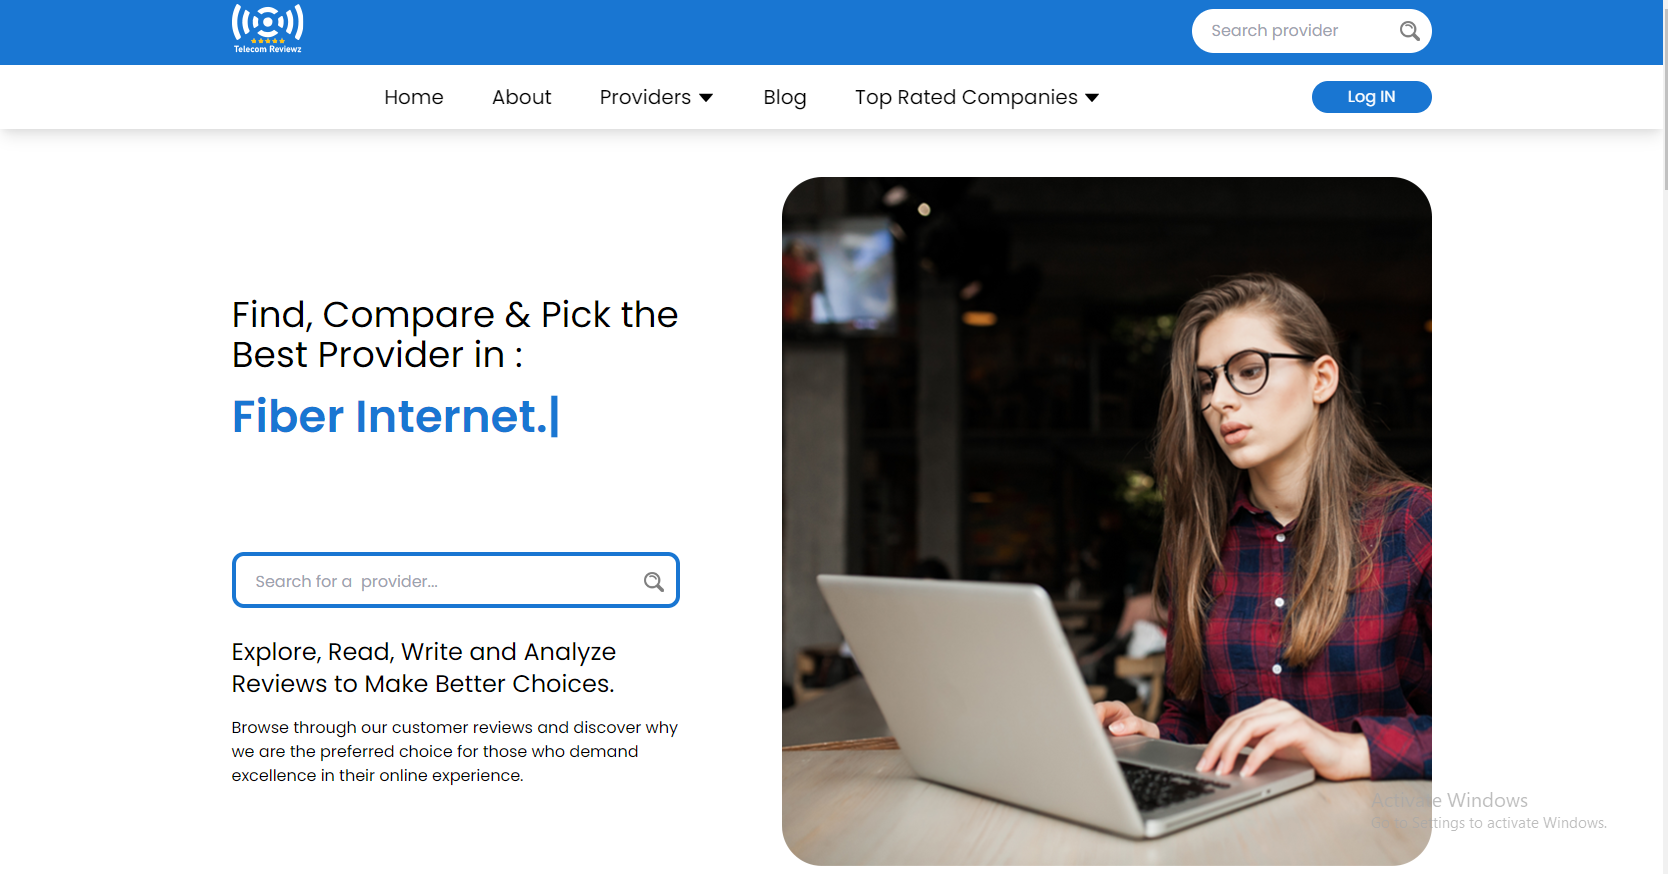 Telecom Reviewz
Search provider
Home
About
Providers
Blog
Top Rated Companies
Log IN
Find, Compare & Pick the
Best Provider in :
Fiber Internet.|
Search for a provider...
Explore, Read, Write and Analyze
Reviews to Make Better Choices.
Browse through our customer reviews and discover why
we are the preferred choice for those who demand
excellence in their online experience.
Activate Windows
Go to Settings to activate Windows.